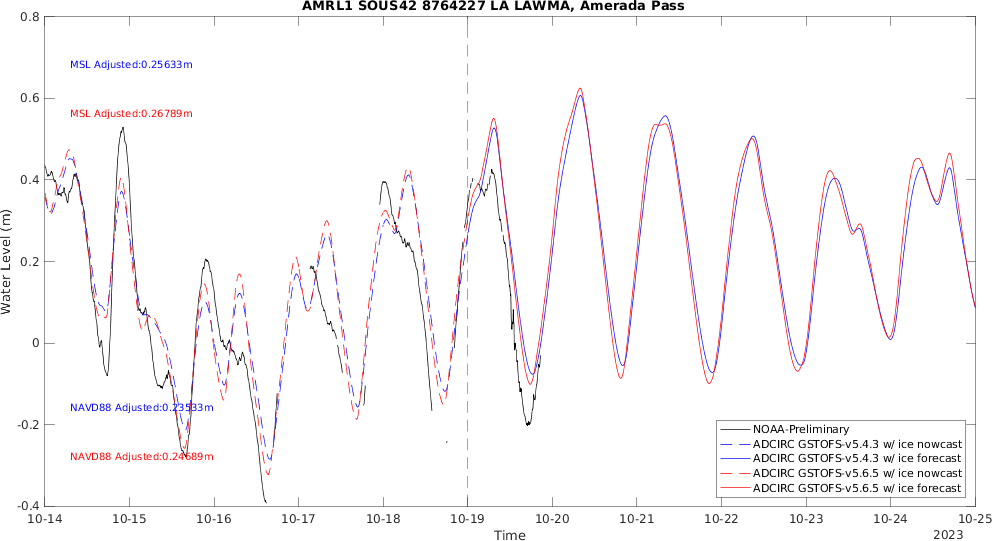 AMRL1 SOUS42 8764227 LA LAWMA, Amerada Pass
0.8
0.6
0.4
0.2
0
-0.2
-0.4
Water Level (m)
MSL Adjusted:0.25633m
MSL Adjusted:0.26789m
NAVD88 Adjusted:0.23533m
NAVD88 Adjusted:0.24689m
NOAA-Preliminary
ADCIRC GSTOFS-v5.4.3 w/ ice nowcast
ADCIRC GSTOFS-v5.4.3 w/ ice forecast
ADCIRC GSTOFS-v5.6.5 w/ ice nowcast
ADCIRC GSTOFS-v5.6.5 w/ ice forecast
10-14 10-15 10-16 10-17 10-18 10-19 10-20 10-21 10-22 10-23 10-24 10-25
Time
2023